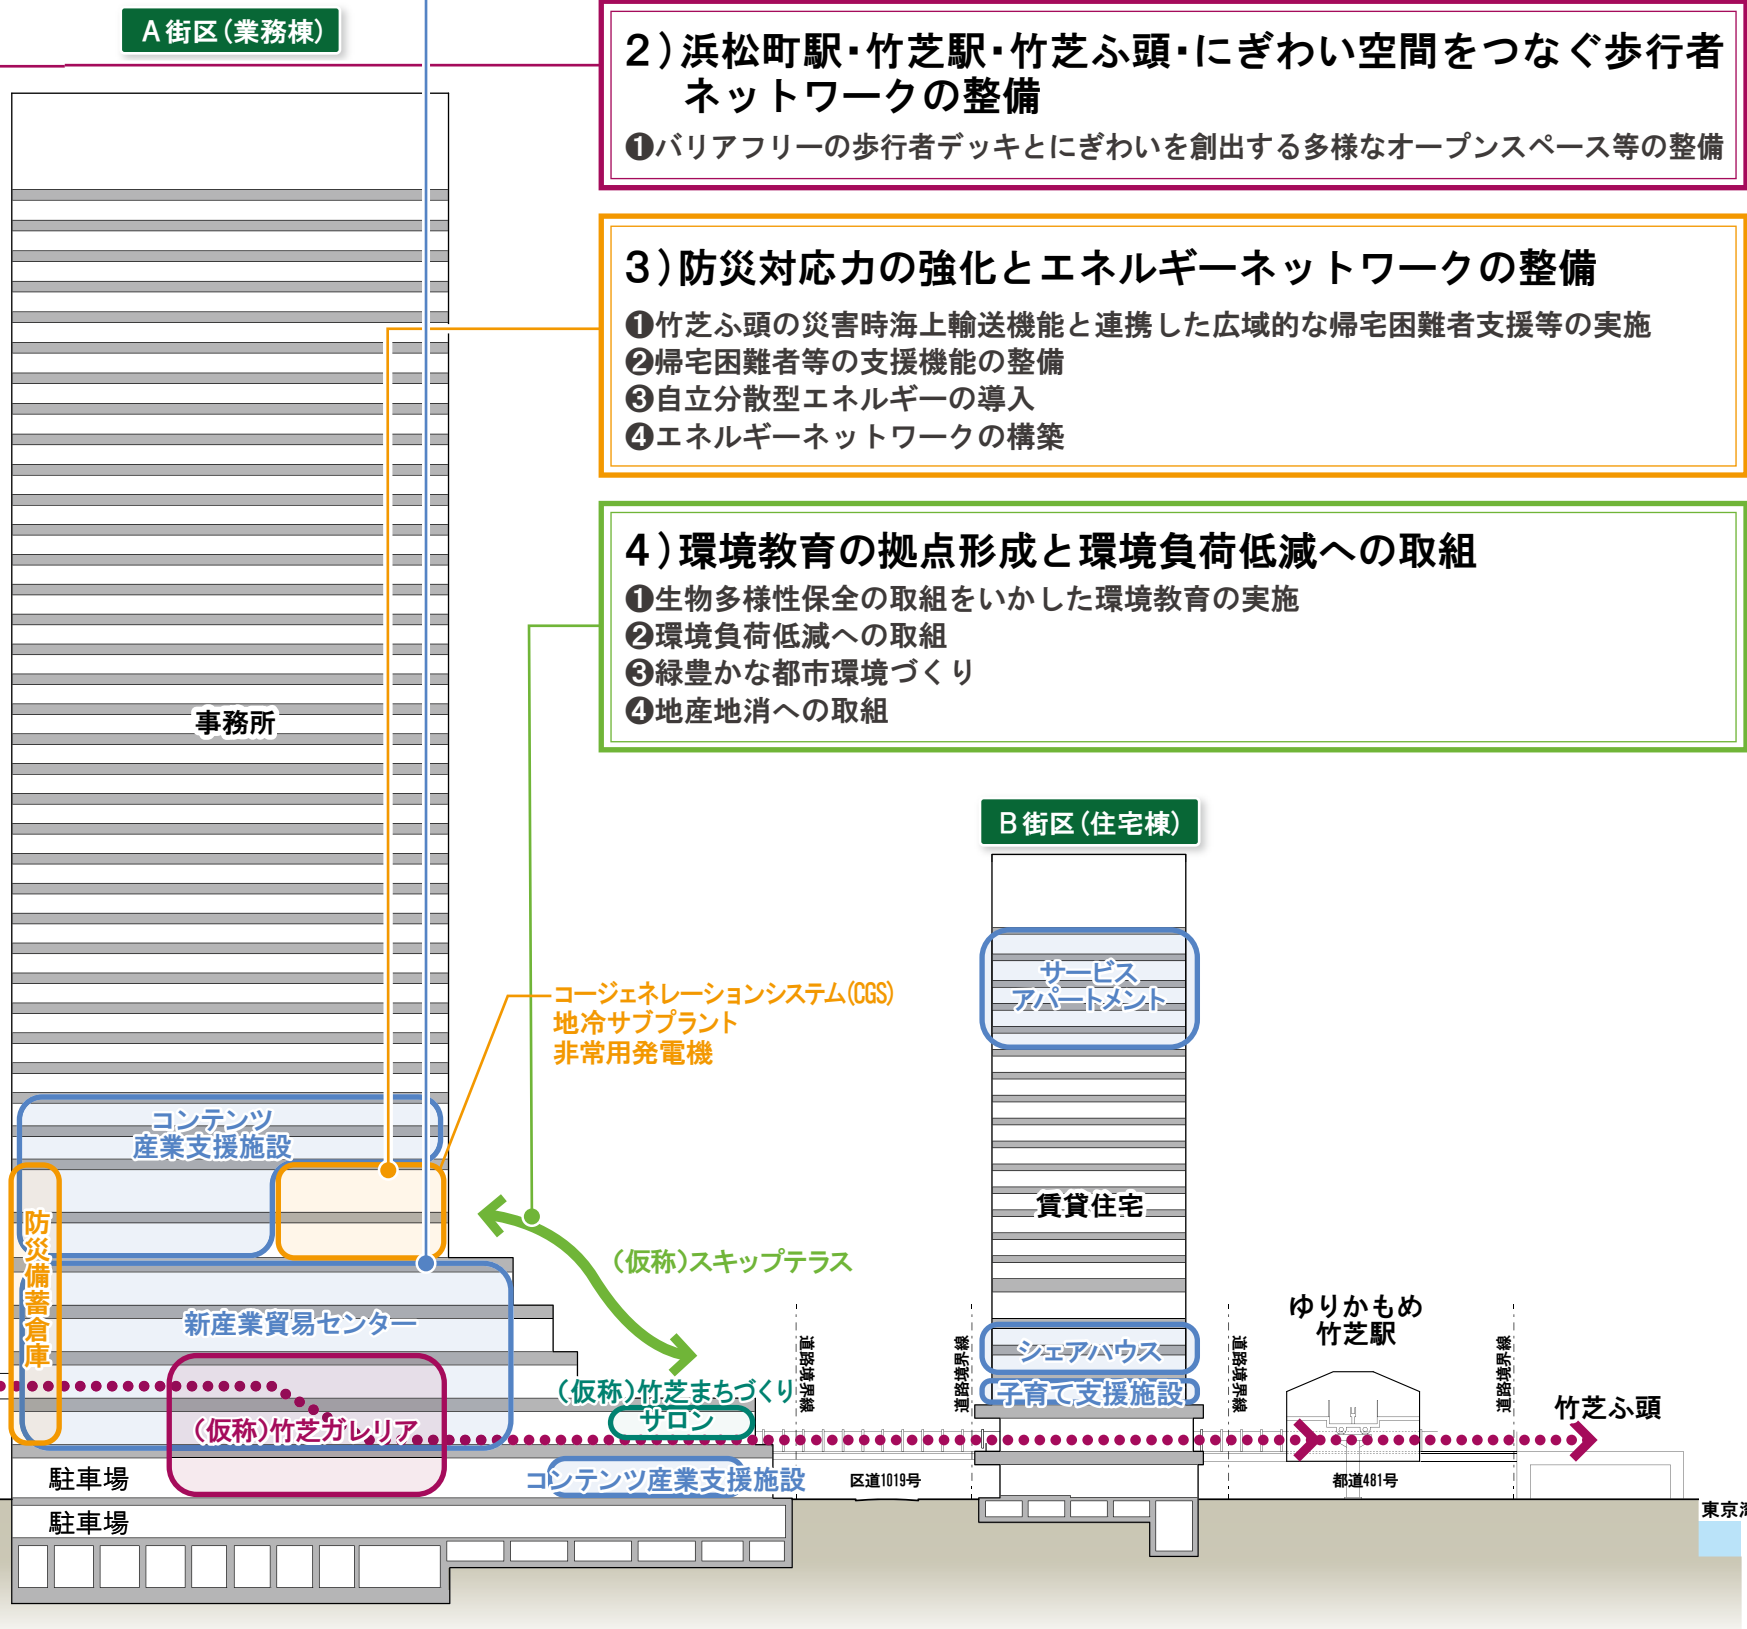 A街区(業務棟)
2)浜松町駅・竹芝駅・竹芝ふ頭・にぎわい空間をつなぐ歩行者
ネットワークの整備
❶バリアフリーの歩行者デッキとにぎわいを創出する多様なオープンスペース等の整備
3)防災対応力の強化とエネルギーネットワークの整備
❶竹芝ふ頭の災害時海上輸送機能と連携した広域的な帰宅困難者支援等の実施
❷帰宅困難者等の支援機能の整備
❸自立分散型エネルギーの導入
❹エネルギーネットワークの構築
4)環境教育の拠点形成と環境負荷低減への取組
❶生物多様性保全の取組をいかした環境教育の実施
❷環境負荷低減への取組
❸緑豊かな都市環境づくり
❹地産地消への取組
事務所
B街区(住宅棟)
サービス
アパートメント
コージェネレーションシステム(CGS)
地冷サブプラント
非常用発電機
コンテンツ
産業支援施設
賃貸住宅
防災備蓄倉庫
(仮称)スキップテラス
新産業貿易センター
ゆりかもめ
竹芝駅
道路境界線
道路境界線
道路境界線
道路境界線
シェアハウス
子育て支援施設
(仮称)竹芝まちづくり
サロン
竹芝ふ頭
(仮称)竹芝ガレリア
駐車場
コンテンツ産業支援施設
区道1019号
都道481号
東京
駐車場